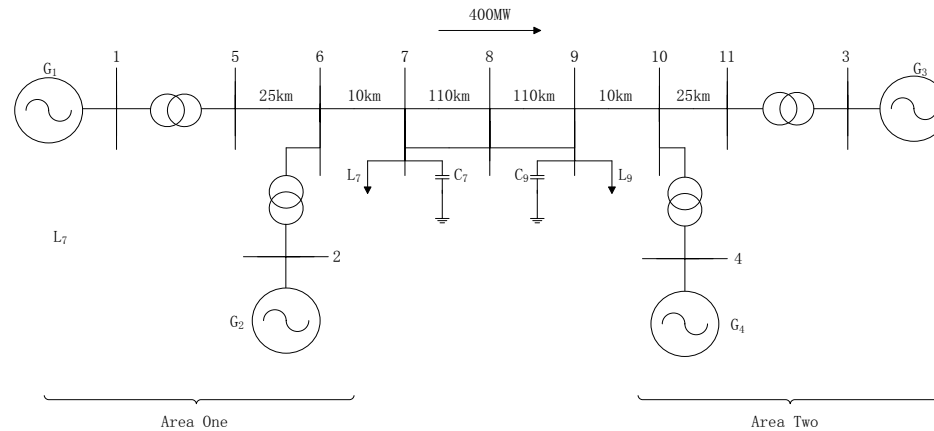 400MW
1
5
6
7
8
9
10
11
3
G₁
G₃
25km
10km
110km
110km
10km
25km
L₇
C₇
C₉
L₉
L₇
2
4
G₂
G₄
Area One
Area Two